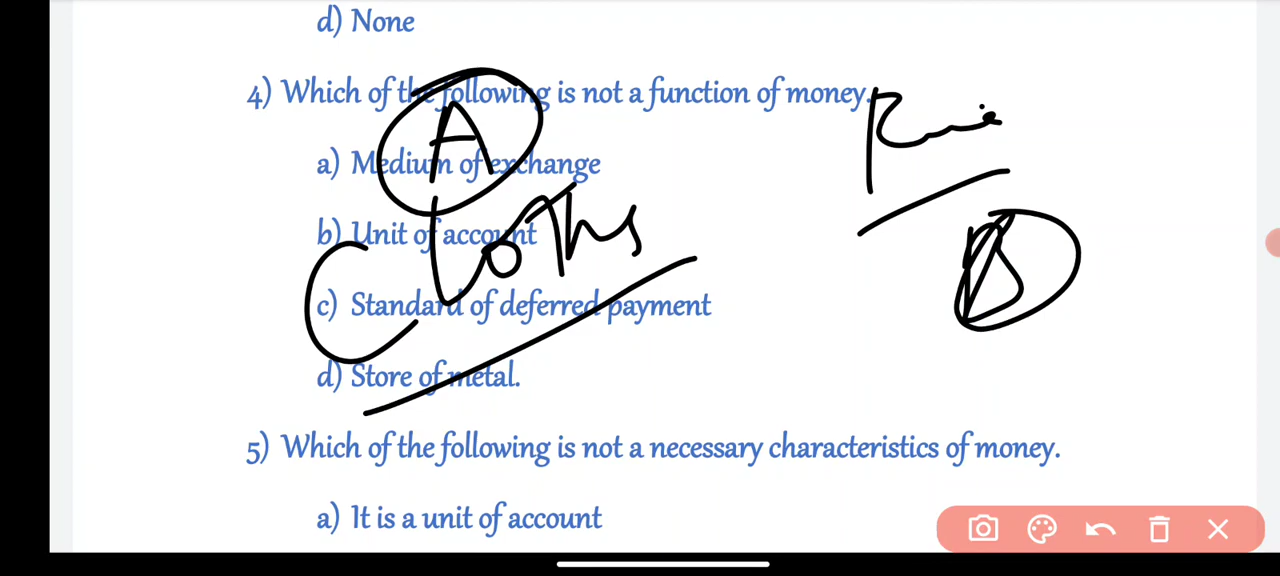 d) None
4) Which of the following is not a function of money.
A
a) Medium of exchange
b) Unit of account
Cloths
c) Standard of deferred payment
d) Store of metal.
B
5) Which of the following is not a necessary characteristics of money.
a) It is a unit of account